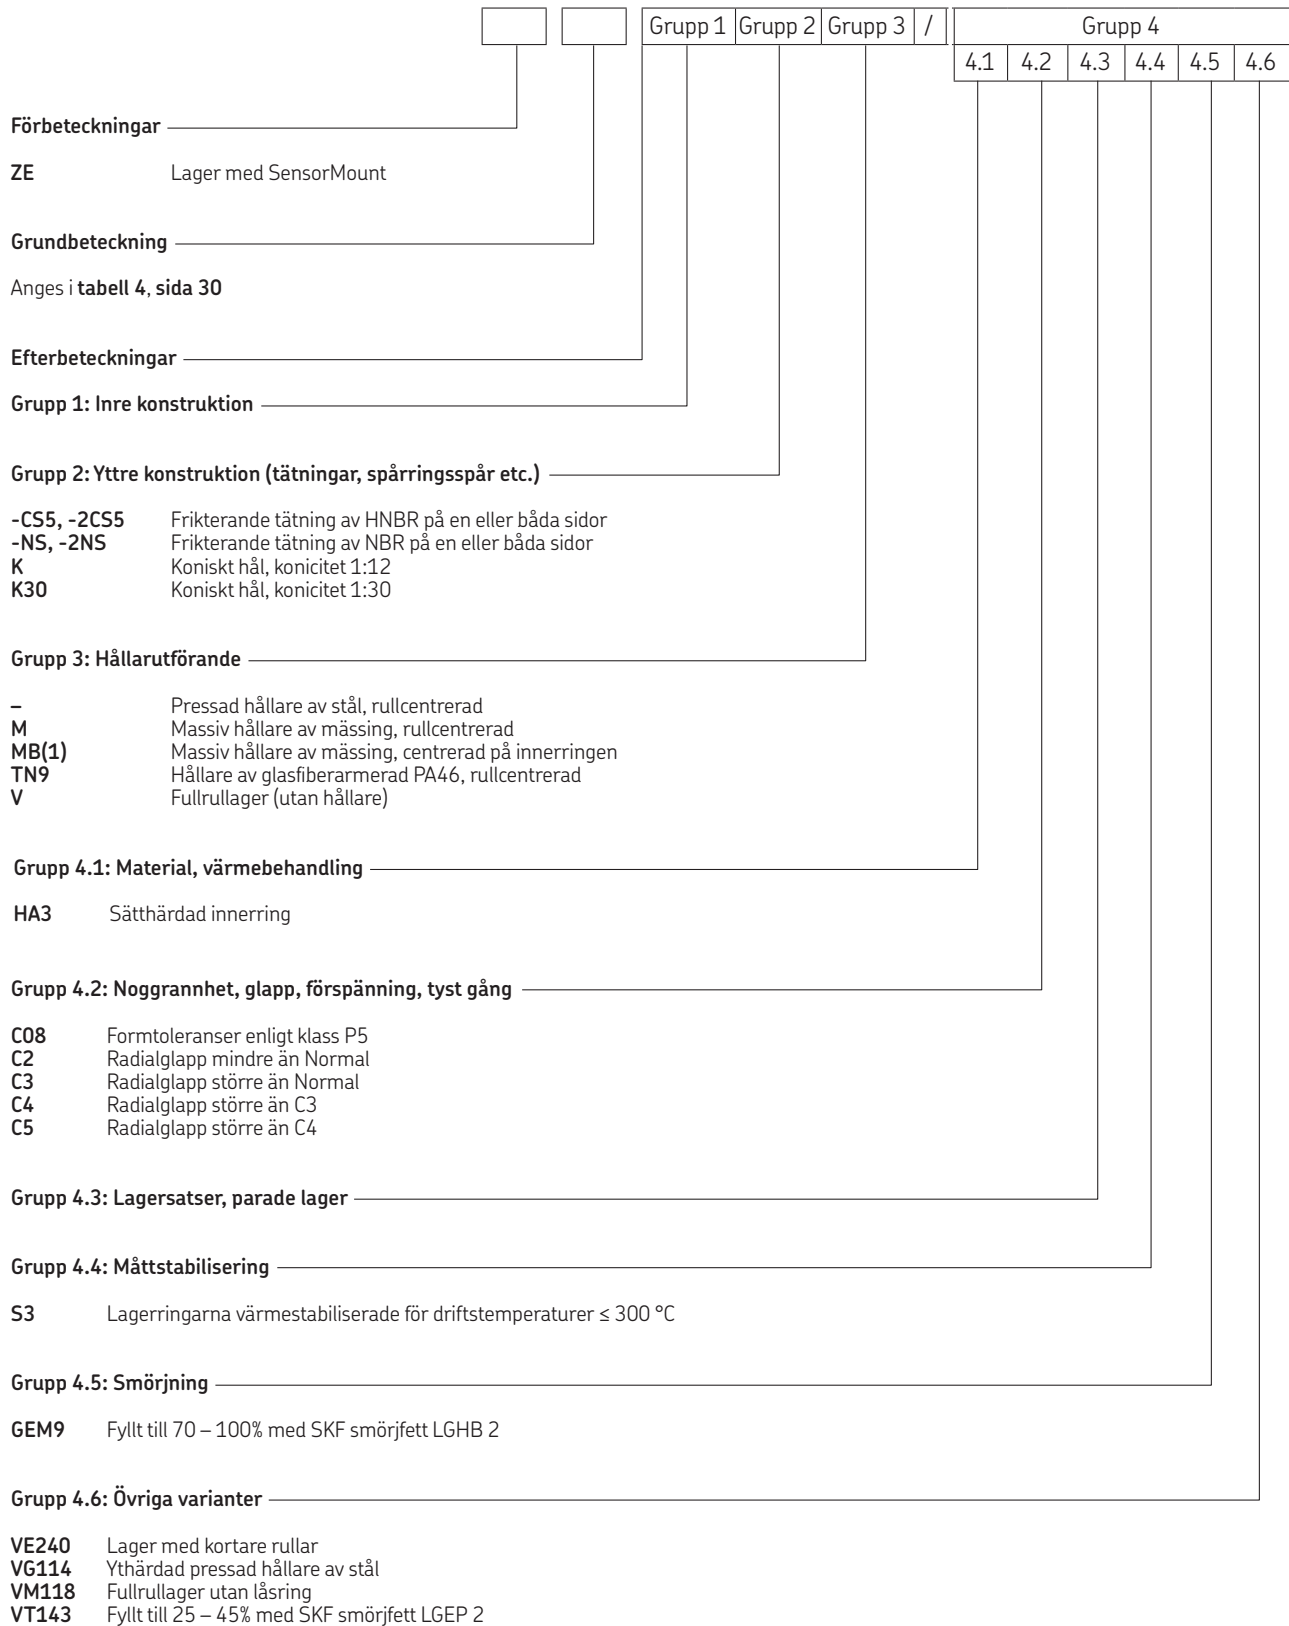 Grupp 1 Grupp 2 Grupp 3 / Grupp 4
4.1 4.2 4.3 4.4 4.5 4.6
Förbeteckningar
ZE Lager med SensorMount
Grundbeteckning
Anges i tabell 4, sida 30
Efterbeteckningar
Grupp 1: Inre konstruktion
Grupp 2: Yttre konstruktion (tätningar, spårringsspår etc.)
-CS5, -2CS5 Frikterande tätning av HNBR på en eller båda sidor
-NS, -2NS Frikterande tätning av NBR på en eller båda sidor
K Koniskt hål, konicitet 1:12
K30 Koniskt hål, konicitet 1:30
Grupp 3: Hållarutförande
– Pressad hållare av stål, rullcentrerad
M Massiv hållare av mässing, rullcentrerad
MB(1) Massiv hållare av mässing, centrerad på innerringen
TN9 Hållare av glasfiberarmerad PA46, rullcentrerad
V Fullrullager (utan hållare)
Grupp 4.1: Material, värmebehandling
HA3 Sätthärdad innerring
Grupp 4.2: Noggrannhet, glapp, förspänning, tyst gång
C08 Formtoleranser enligt klass P5
C2 Radialglapp mindre än Normal
C3 Radialglapp större än Normal
C4 Radialglapp större än C3
C5 Radialglapp större än C4
Grupp 4.3: Lagersatser, parade lager
Grupp 4.4: Måttstabilisering
S3 Lagerringarna värmestabiliserade för driftstemperaturer ≤ 300 °C
Grupp 4.5: Smörjning
GEM9 Fyllt till 70 – 100% med SKF smörjfett LGHB 2
Grupp 4.6: Övriga varianter
VE240 Lager med kortare rullar
VG114 Ythärdad pressad hållare av stål
VM118 Fullrullager utan låsring
VT143 Fyllt till 25 – 45% med SKF smörjfett LGEP 2